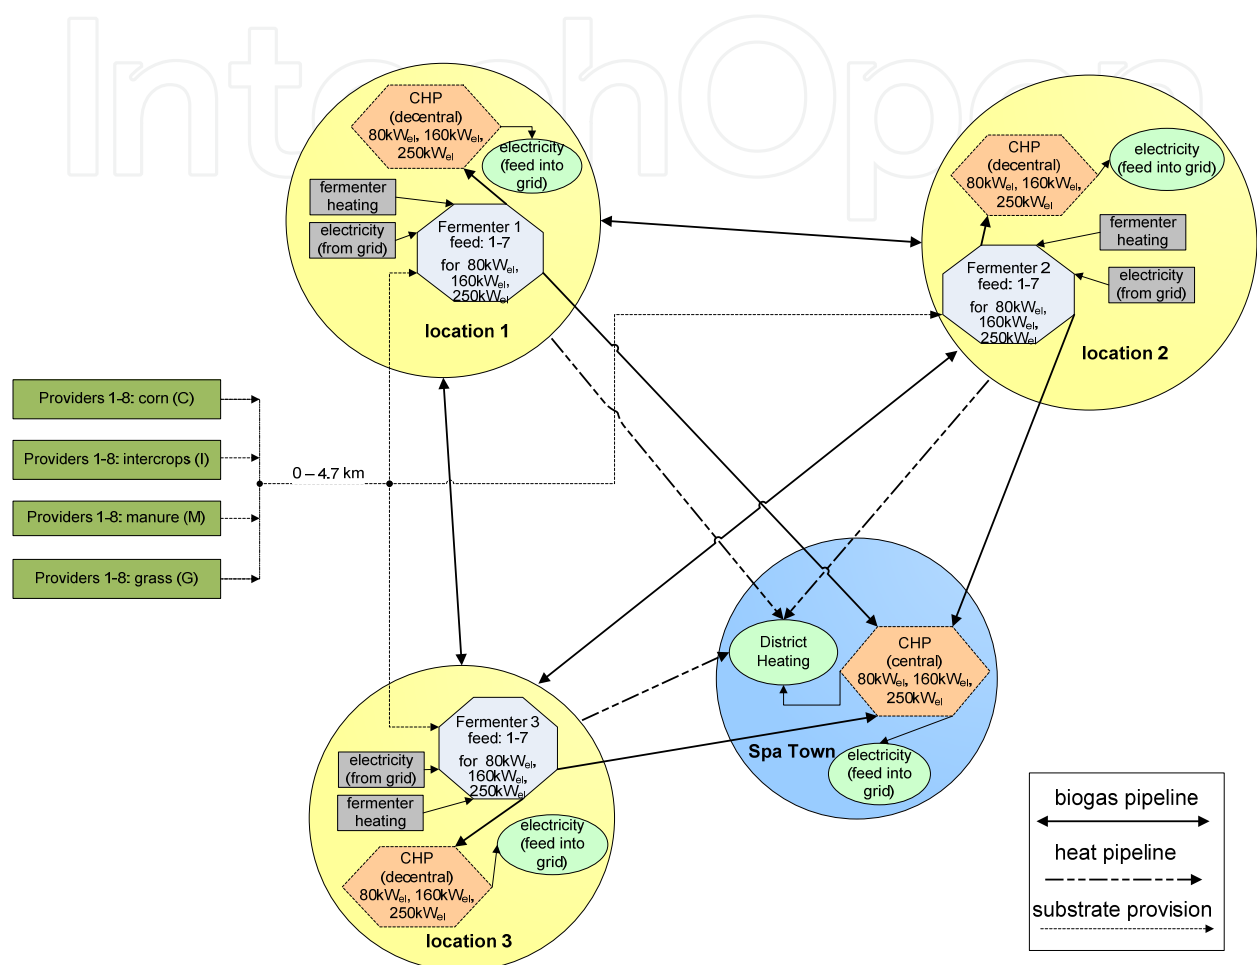 IntechOpen
CHP
(decentral)
80kWel, 160kWel,
250kWel
electricity
(feed into
grid)
fermenter
heating
electricity
(from grid)
Fermenter 1
feed: 1-7
for 80kWel,
160kWel,
250kWel
location 1
CHP
(decentral)
80kWel, 160kWel,
250kWel
electricity
(feed into
grid)
fermenter
heating
electricity
(from grid)
Fermenter 2
feed: 1-7
for 80kWel,
160kWel,
250kWel
location 2
Providers 1-8: corn (C)
Providers 1-8: intercrops (I)
Providers 1-8: manure (M)
Providers 1-8: grass (G)
0 – 4.7 km
District
Heating
CHP
(central)
80kWel, 160kWel,
250kWel
Spa Town
electricity
(feed into
grid)
Fermenter 3
feed: 1-7
for 80kWel,
160kWel,
250kWel
electricity
(from grid)
fermenter
heating
electricity
(feed into
grid)
CHP
(decentral)
80kWel, 160kWel,
250kWel
location 3
biogas pipeline
heat pipeline
substrate provision